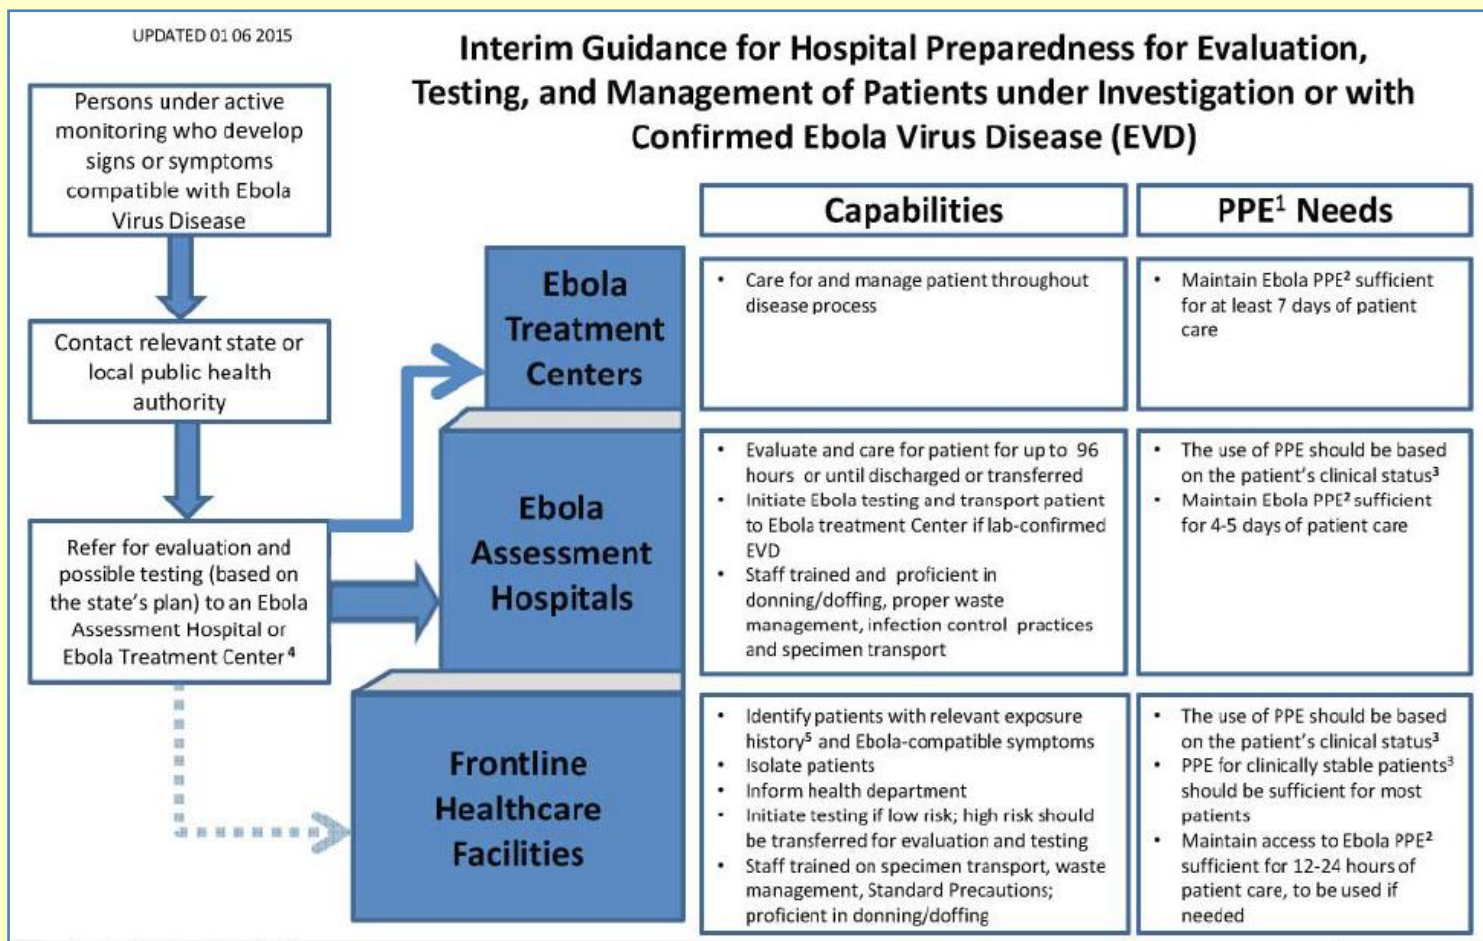 UPDATED 01 06 2015
Interim Guidance for Hospital Preparedness for Evaluation,
Testing, and Management of Patients under Investigation or with
Confirmed Ebola Virus Disease (EVD)
Persons under active
monitoring who develop
signs or symptoms
compatible with Ebola
Virus Disease
Contact relevant state or
local public health
authority
Refer for evaluation and
possible testing (based on
the state's plan) to an Ebola
Assessment Hospital or
Ebola Treatment Center⁴
Capabilities
PPE¹ Needs
Ebola
Treatment
Centers
• Care for and manage patient throughout
disease process
• Maintain Ebola PPE² sufficient
for at least 7 days of patient
care
Ebola
Assessment
Hospitals
• Evaluate and care for patient for up to 96
hours or until discharged or transferred
• Initiate Ebola testing and transport patient
to Ebola treatment Center if lab-confirmed
EVD
• Staff trained and proficient in
donning/doffing, proper waste
management, infection control practices
and specimen transport
• The use of PPE should be based
on the patient's clinical status³
• Maintain Ebola PPE² sufficient
for 4-5 days of patient care
Frontline
Healthcare
Facilities
• Identify patients with relevant exposure
history⁵ and Ebola-compatible symptoms
• Isolate patients
• Inform health department
• Initiate testing if low risk; high risk should
be transferred for evaluation and testing
• Staff trained on specimen transport, waste
management, Standard Precautions;
proficient in donning/doffing
• The use of PPE should be based
on the patient's clinical status³
• PPE for clinically stable patients³
should be sufficient for most
patients
• Maintain access to Ebola PPE²
sufficient for 12-24 hours of
patient care, to be used if
needed